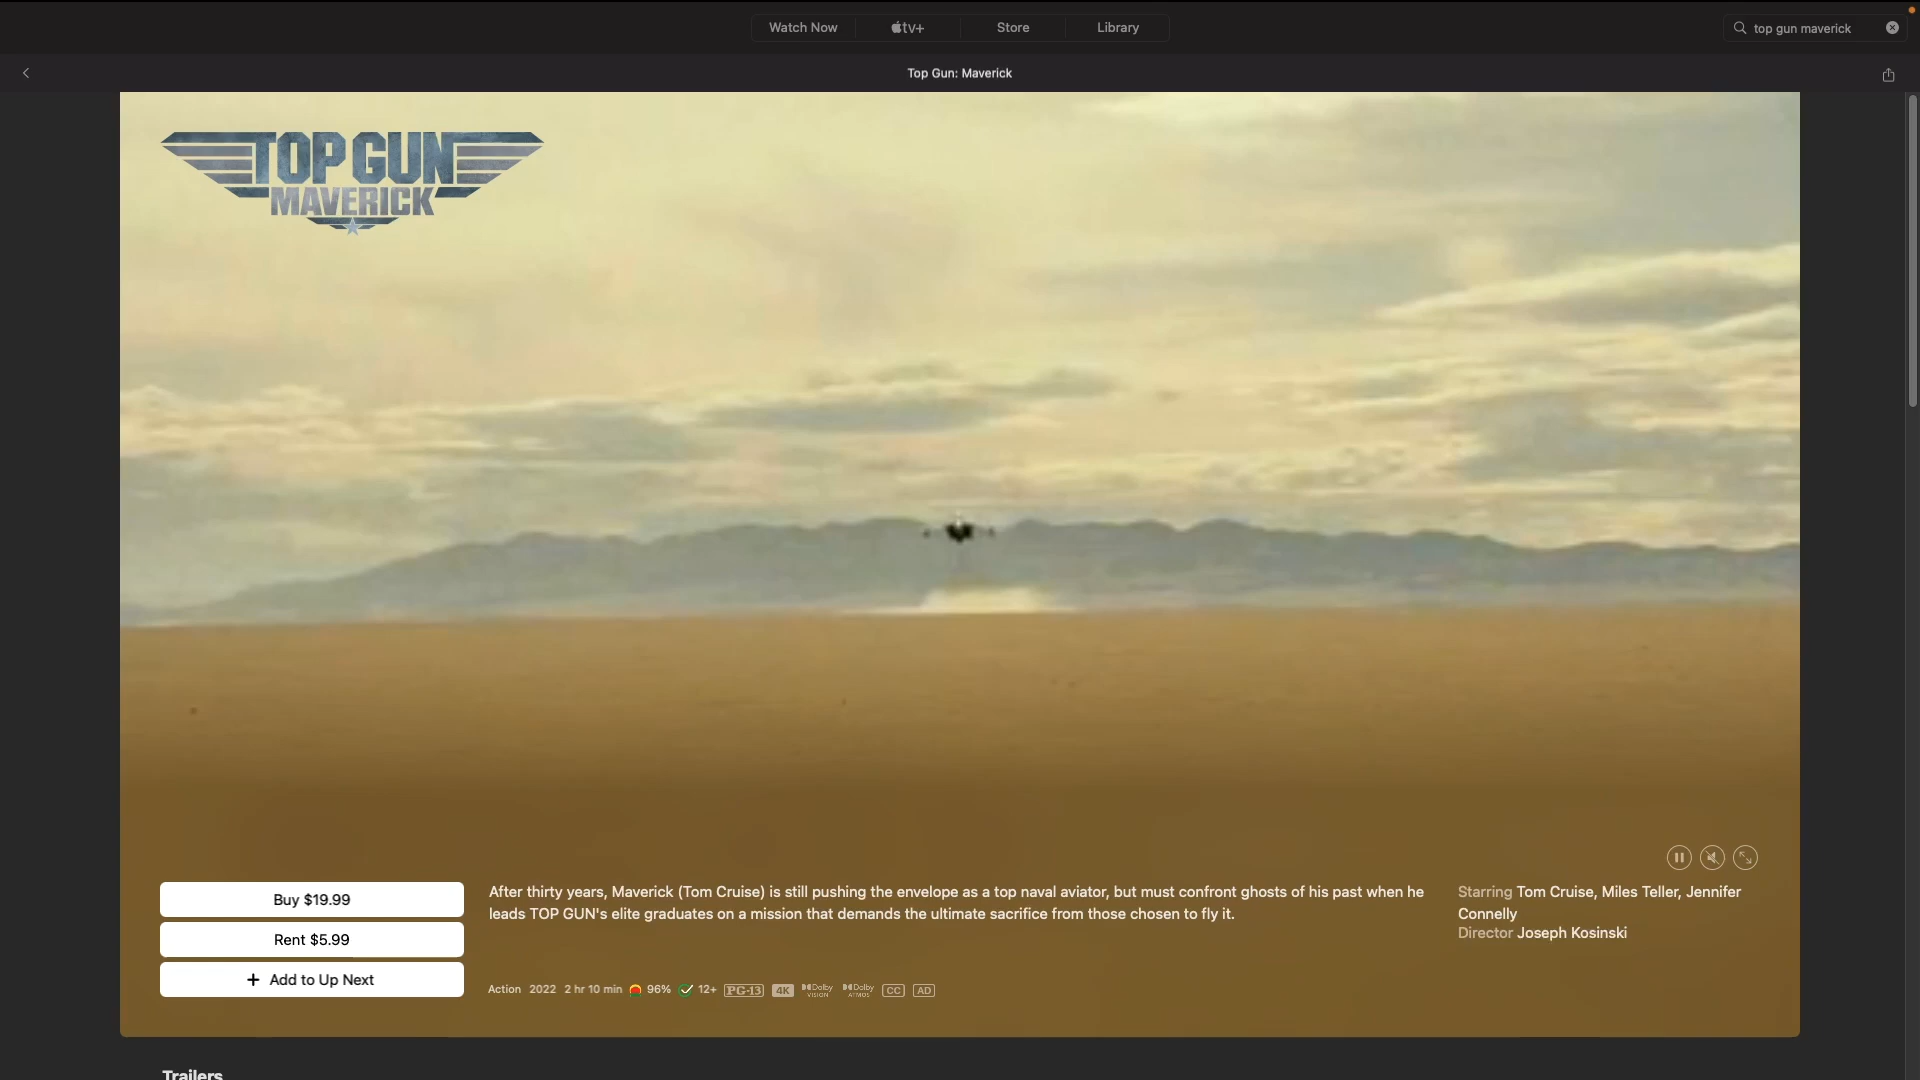 Watch Now
tv+
Store
Library
top gun maverick
Top Gun: Maverick
TOP GUN
MAVERICK
Buy $19.99
Rent $5.99
Add to Up Next
After thirty years, Maverick (Tom Cruise) is still pushing the envelope as a top naval aviator, but must confront ghosts of his past when he
leads TOP GUN's elite graduates on a mission that demands the ultimate sacrifice from those chosen to fly it.
Action 2022 2 hr 10 min 96% 12+ PG-13 4K Dolby VISION Dolby ATMOS CC AD
Starring Tom Cruise, Miles Teller, Jennifer
Connelly
Director Joseph Kosinski
Trailers